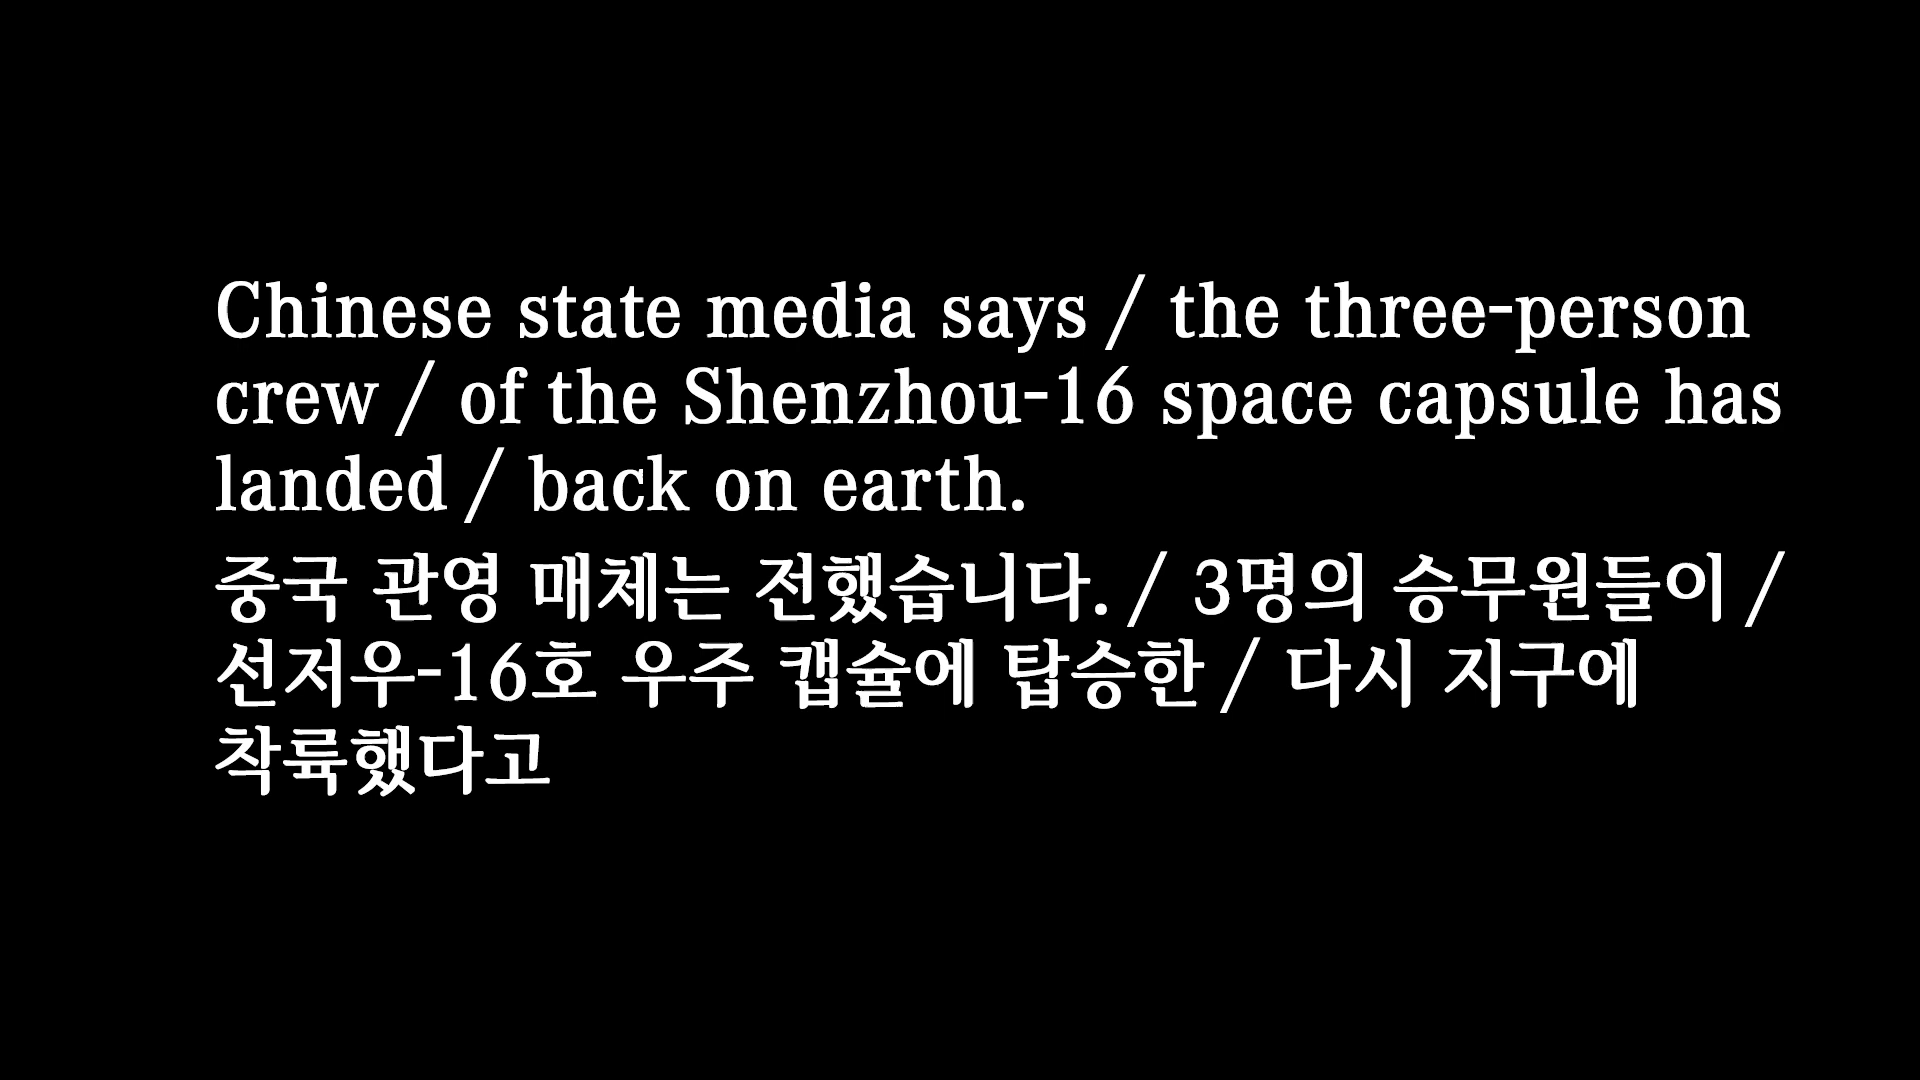 Chinese state media says / the three-person
crew / of the Shenzhou-16 space capsule has
landed / back on earth.
중국 관영 매체는 전했습니다. / 3명의 승무원들이 /
선저우-16호 우주 캡슐에 탑승한 / 다시 지구에
착륙했다고